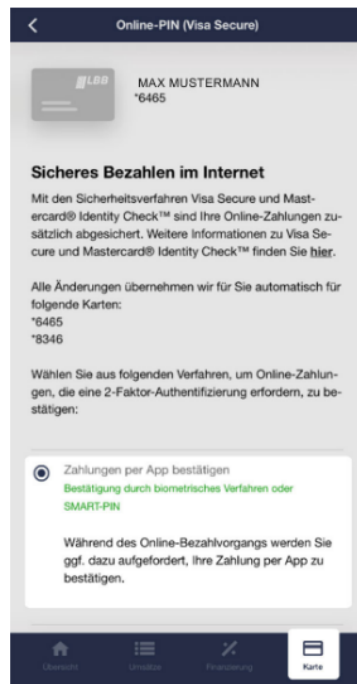 Online-PIN (Visa Secure)
LBB
MAX MUSTERMANN
*6465
Sicheres Bezahlen im Internet
Mit den Sicherheitsverfahren Visa Secure und Mast-
ercard® Identity Check™ sind Ihre Online-Zahlungen zu-
sätzlich abgesichert. Weitere Informationen zu Visa Se-
cure und Mastercard® Identity Check™ finden Sie hier.
Alle Änderungen übernehmen wir für Sie automatisch für
folgende Karten:
*6465
*8346
Wählen Sie aus folgenden Verfahren, um Online-Zahlun-
gen, die eine 2-Faktor-Authentifizierung erfordern, zu be-
stätigen:
Zahlungen per App bestätigen
Bestätigung durch biometrisches Verfahren oder
SMART-PIN
Während des Online-Bezahlvorgangs werden Sie
ggf. dazu aufgefordert, Ihre Zahlung per App zu
bestätigen.
Übersicht Umsätze Finanzierung Karte